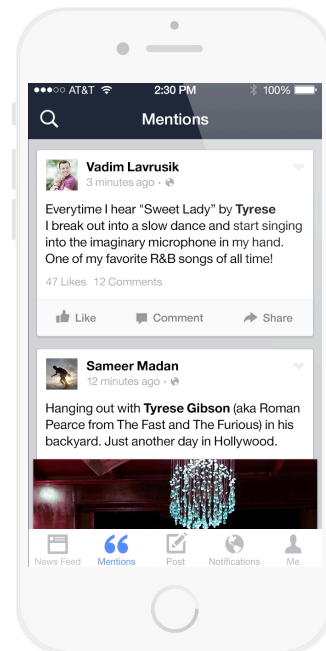 AT&T 2:30 PM 100%
Mentions
Vadim Lavrusik
3 minutes ago ·
Everytime I hear "Sweet Lady" by Tyrese
I break out into a slow dance and start singing
into the imaginary microphone in my hand.
One of my favorite R&B songs of all time!
47 Likes 12 Comments
Like Comment Share
Sameer Madan
12 minutes ago ·
Hanging out with Tyrese Gibson (aka Roman
Pearce from The Fast and The Furious) in his
backyard. Just another day in Hollywood.
News Feed Mentions Post Notifications Me